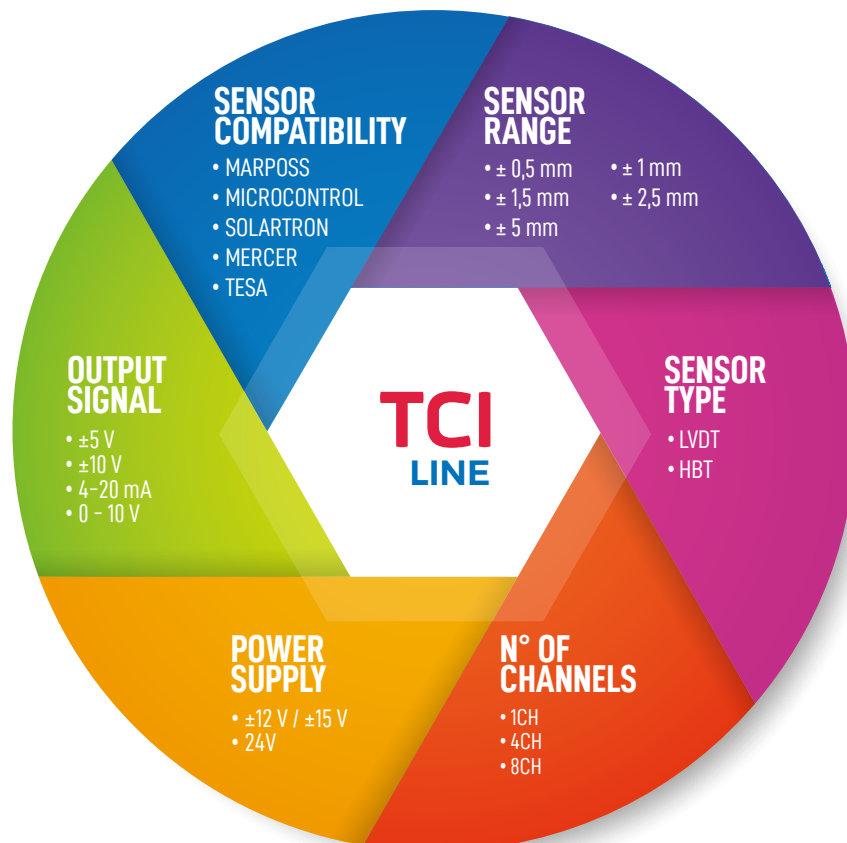 SENSOR
COMPATIBILITY
• MARPOSS
• MICROCONTROL
• SOLARTRON
• MERCER
• TESA
SENSOR
RANGE
• ± 0,5 mm • ± 1 mm
• ± 1,5 mm • ± 2,5 mm
• ± 5 mm
OUTPUT
SIGNAL
• ±5 V
• ±10 V
• 4-20 mA
• 0 - 10 V
TCI
LINE
SENSOR
TYPE
• LVDT
• HBT
POWER
SUPPLY
• ±12 V / ±15 V
• 24V
N° OF
CHANNELS
• 1CH
• 4CH
• 8CH